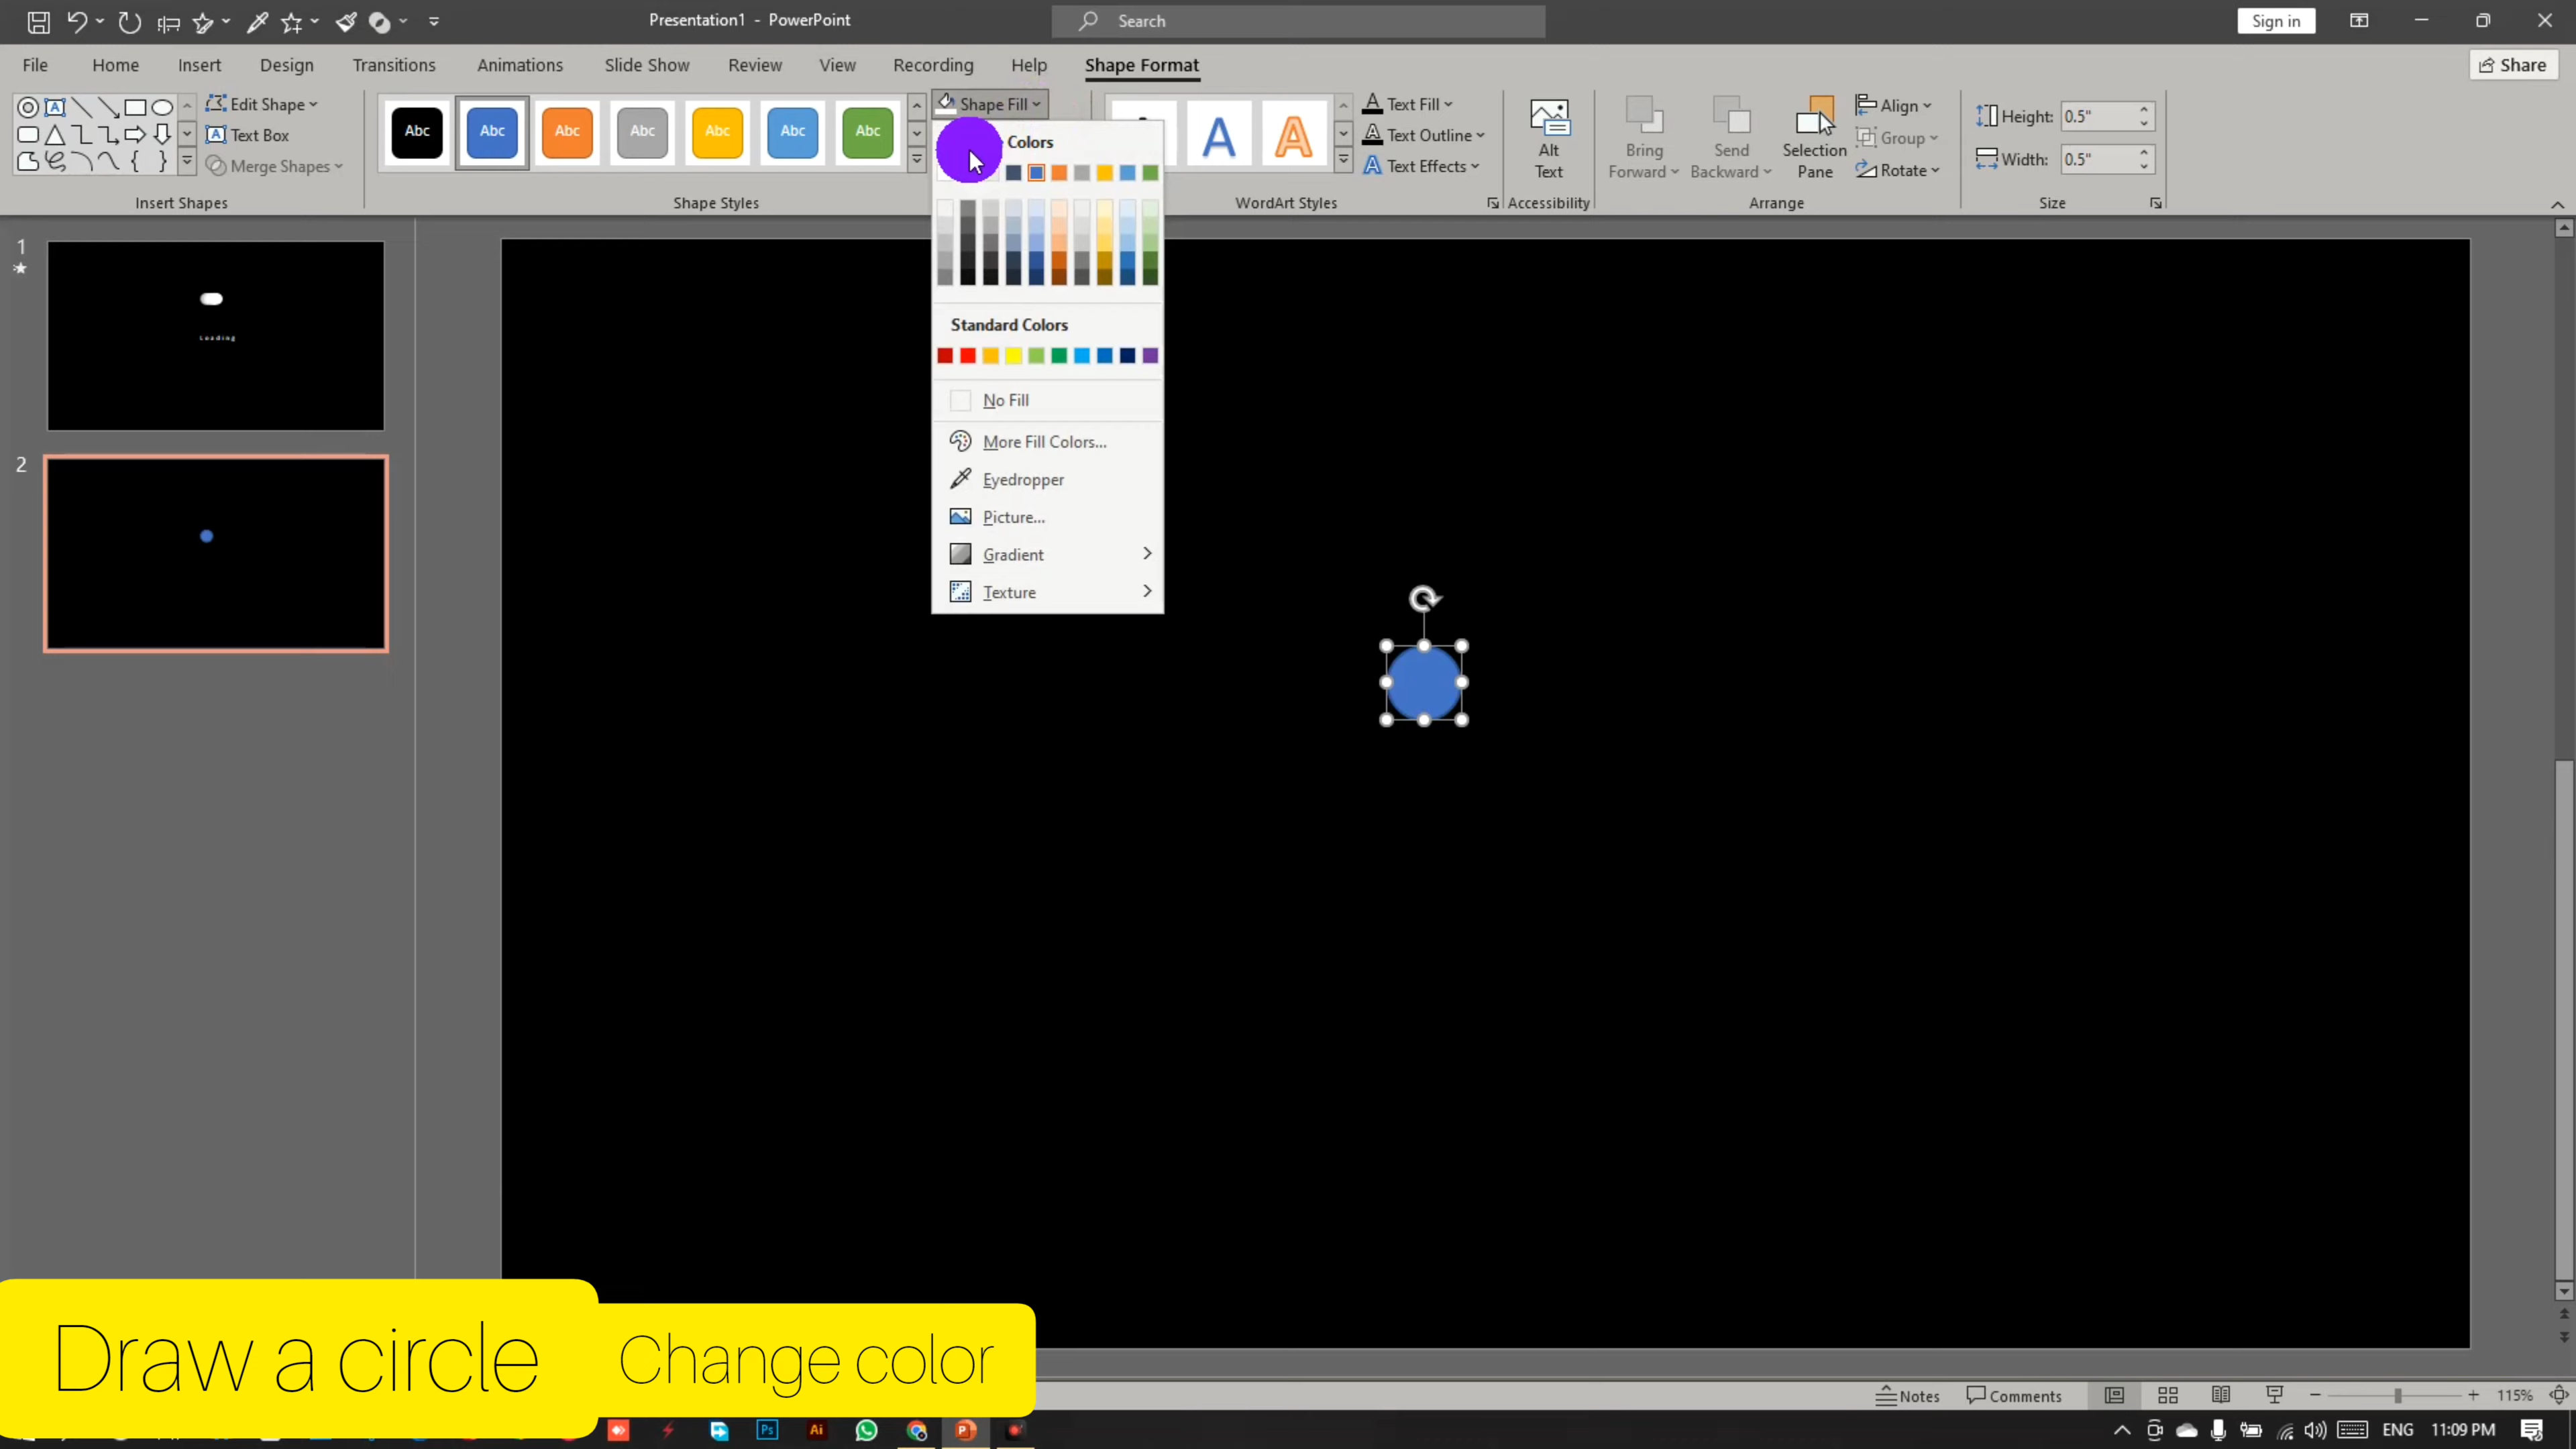 Presentation1 - PowerPoint
Search
Sign in
File Home Insert Design Transitions Animations Slide Show Review View Recording Help Shape Format
Share
Edit Shape
Text Box
Merge Shapes
Insert Shapes
Abc Abc Abc Abc Abc Abc Abc
Shape Styles
Shape Fill
Colors
Standard Colors
No Fill
More Fill Colors...
Eyedropper
Picture...
Gradient
Texture
A A
Text Fill
Text Outline
Text Effects
WordArt Styles
Alt Text
Accessibility
Bring Forward
Send Backward
Selection Pane
Align
Group
Rotate
Arrange
Height: 0.5"
Width: 0.5"
Size
1
Loading
2
Draw a circle
Change color
Notes
Comments
115%
Ps
Ai
ENG
11:09 PM